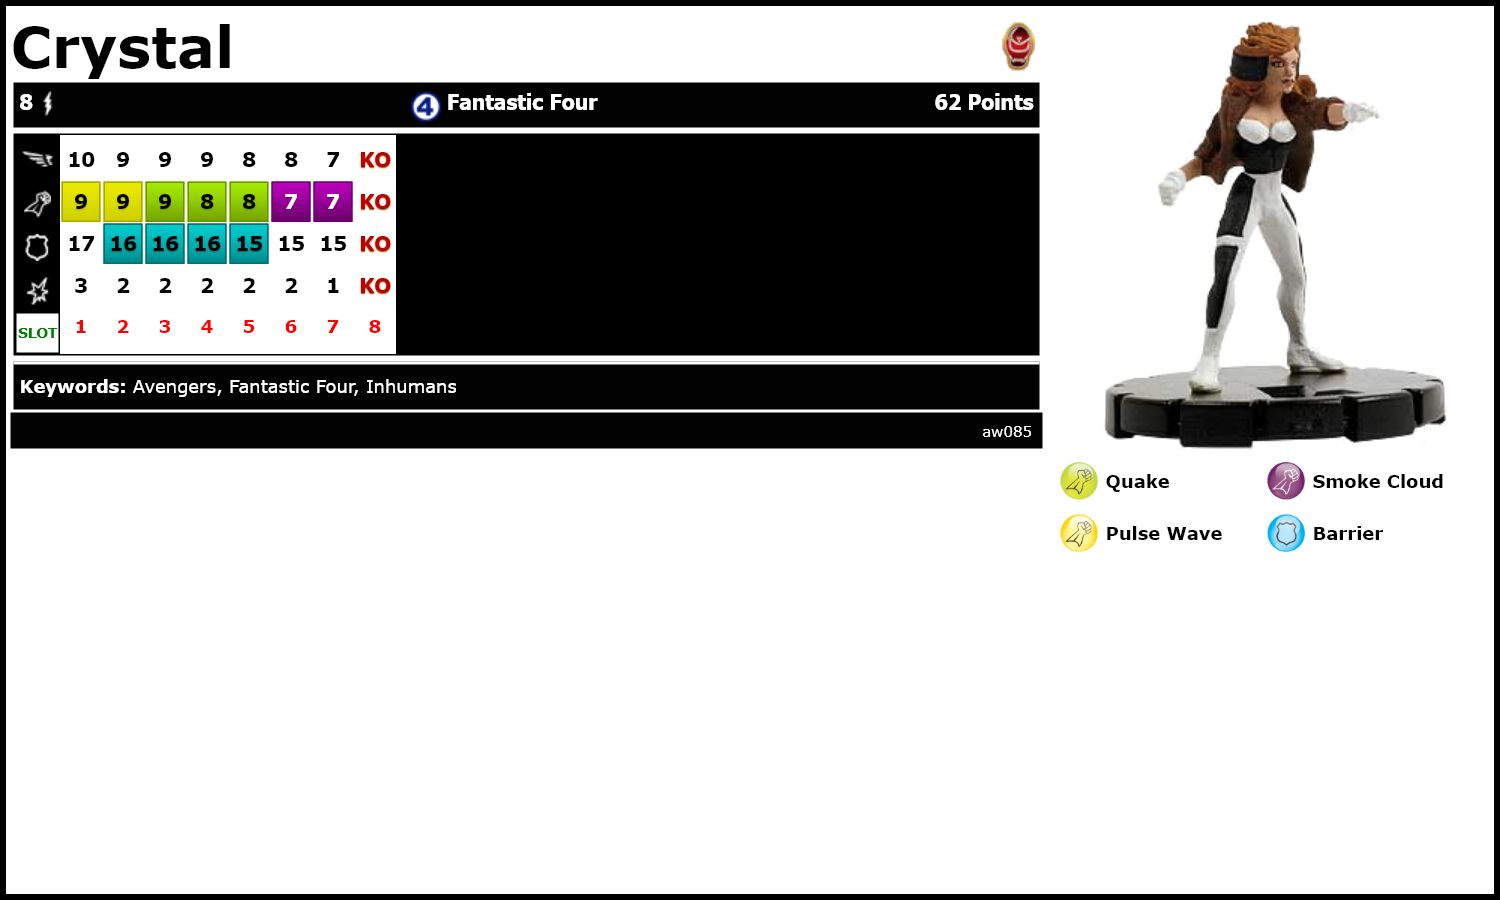 Crystal
8 4 Fantastic Four 62 Points
10 9 9 9 8 8 7 KO
9 9 9 8 8 7 7 KO
17 16 16 16 15 15 15 KO
3 2 2 2 2 2 1 KO
SLOT 1 2 3 4 5 6 7 8
Keywords: Avengers, Fantastic Four, Inhumans
aw085
Quake Smoke Cloud
Pulse Wave Barrier